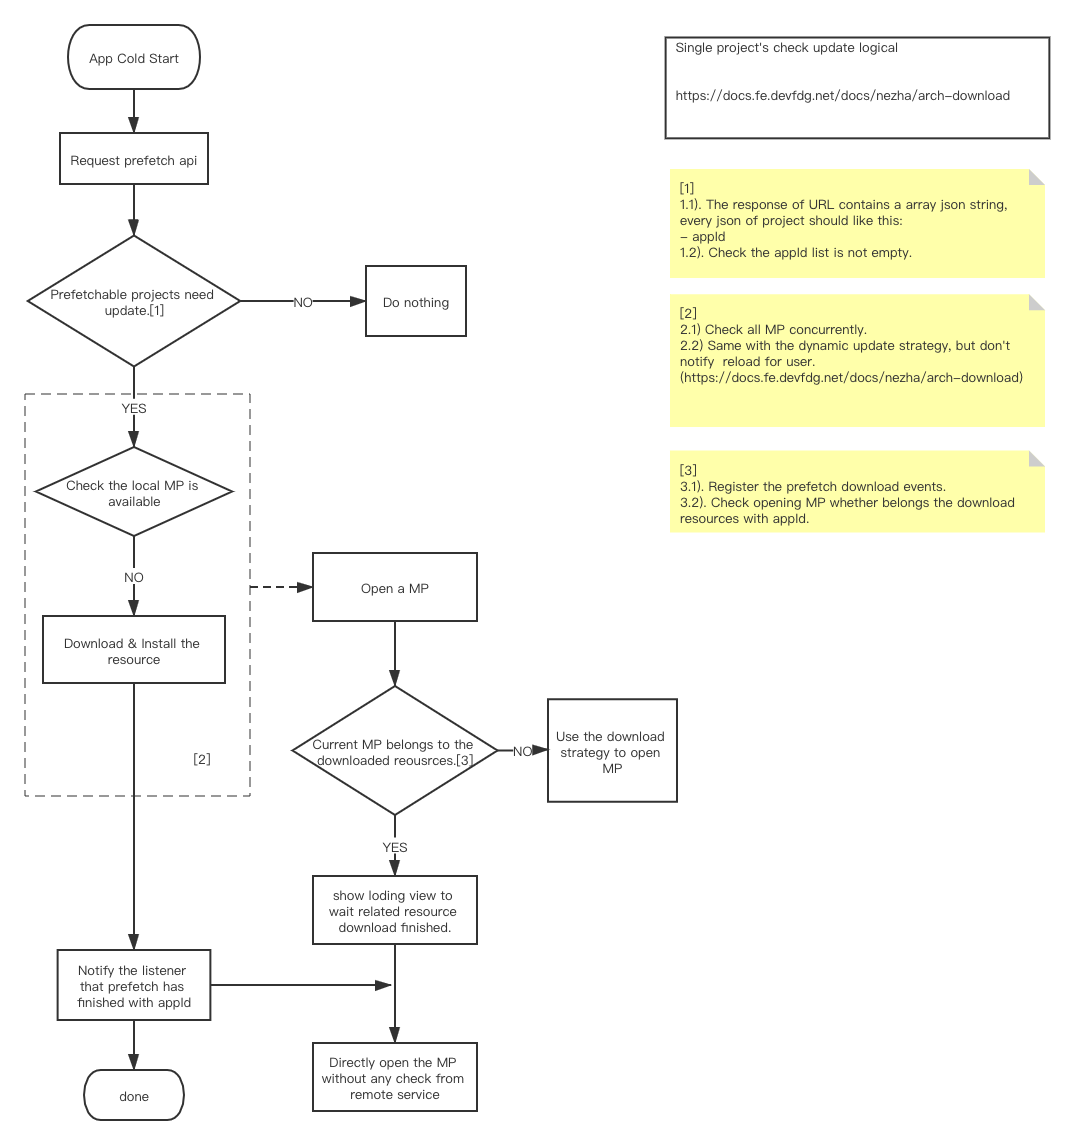 App Cold Start
Request prefetch api
Prefetchable projects need
update.[1]
NO
Do nothing
YES
Check the local MP is
available
NO
Download & Install the
resource
[2]
Open a MP
Current MP belongs to the
downloaded reousrces.[3]
NO
Use the download
strategy to open
MP
YES
show loding view to
wait related resource
download finished.
Notify the listener
that prefetch has
finished with appId
Directly open the MP
without any check from
remote service
done
Single project's check update logical
https://docs.fe.devfdg.net/docs/nezha/arch-download
[1]
1.1). The response of URL contains a array json string,
every json of project should like this:
- appId
1.2). Check the appId list is not empty.
[2]
2.1) Check all MP concurrently.
2.2) Same with the dynamic update strategy, but don't
notify  reload for user.
(https://docs.fe.devfdg.net/docs/nezha/arch-download)
[3]
3.1). Register the prefetch download events.
3.2). Check opening MP whether belongs the download
resources with appId.